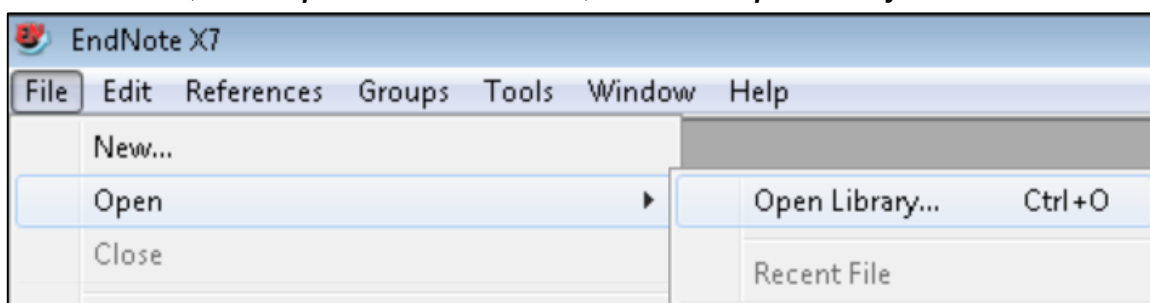 EndNote X7
File Edit References Groups Tools Window Help
New...
Open
Open Library... Ctrl+O
Close
Recent File